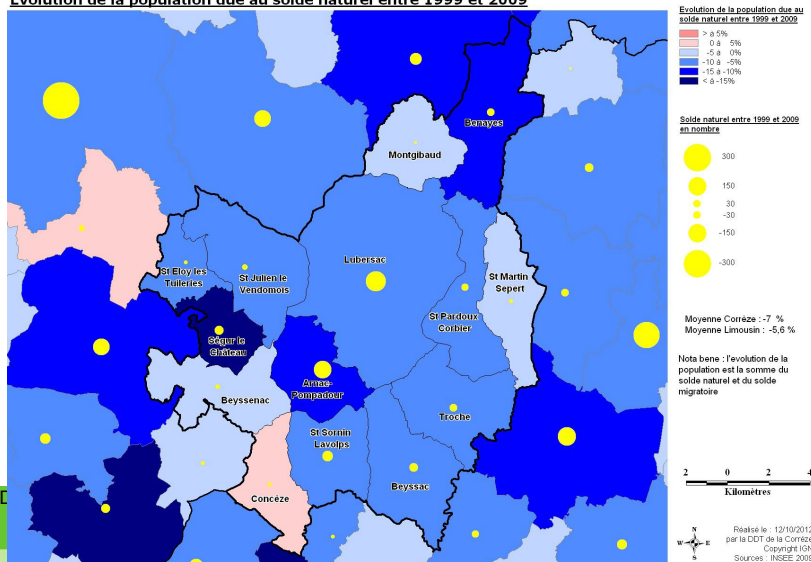 Evolution de la population due au solde naturel entre 1999 et 2009
Evolution de la population due au
solde naturel entre 1999 et 2009
> à 5%
0 à 5%
-5 à 0%
-10 à -5%
-15 à -10%
< à -15%
Solde naturel entre 1999 et 2009
en nombre
300
150
30
-30
-150
-300
Moyenne Corrèze : -7 %
Moyenne Limousin : -5,6 %
Nota bene : l'evolution de la
population est la somme du
solde naturel et du solde
migratoire
Benayes
Montgibaud
Lubersac
St Eloy les
Tuileries
St Julien le
Vendomois
St Martin
Sepert
St Pardoux
Corbier
Ségur le
Château
Arnac-
Pompadour
Beyssenac
Troche
St Sornin
Lavolps
Beyssac
Concèze
D
2 0 2 4
Kilomètres
N
W E
S
Réalisé le : 12/10/2012
par la DDT de la Corrèze
Copyright IGN
Sources : INSEE 2009